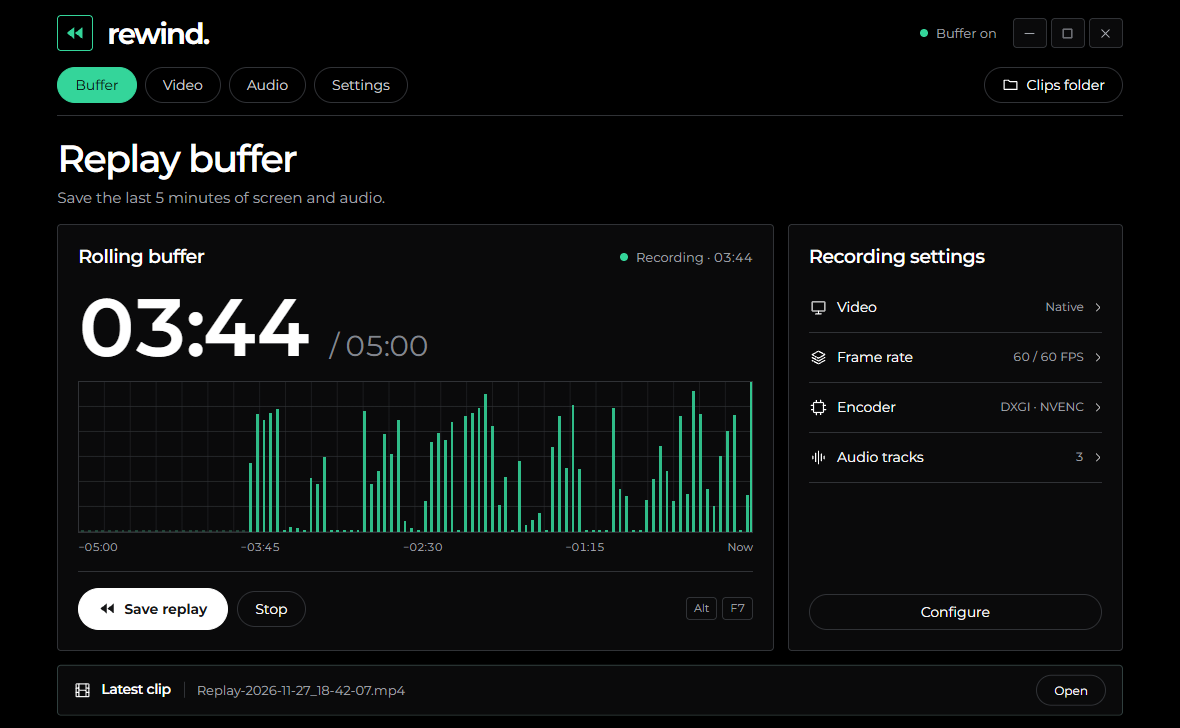 rewind.
Buffer on
Buffer
Video
Audio
Settings
Clips folder
Replay buffer
Save the last 5 minutes of screen and audio.
Rolling buffer
Recording · 03:44
03:44 / 05:00
−05:00
−03:45
−02:30
−01:15
Now
Save replay
Stop
Alt
F7
Recording settings
Video
Native
Frame rate
60 / 60 FPS
Encoder
DXGI · NVENC
Audio tracks
3
Configure
Latest clip
Replay-2026-11-27_18-42-07.mp4
Open